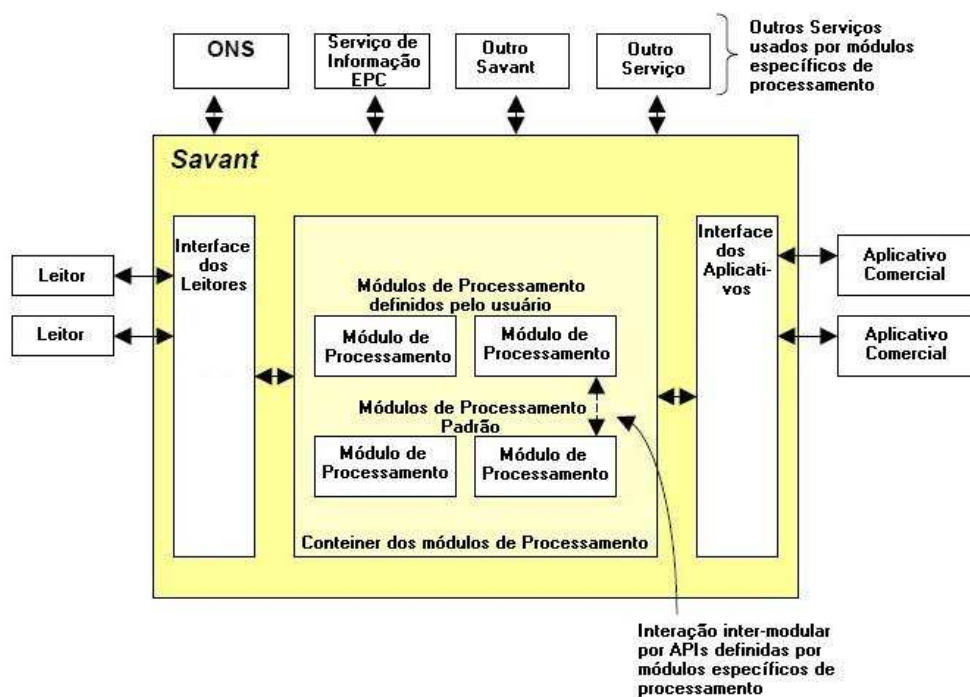 ONS
Serviço de
Informação
EPC
Outro
Savant
Outro
Serviço
Outros Serviços
usados por módulos
específicos de
processamento
Savant
Leitor
Leitor
Interface
dos
Leitores
Módulos de Processamento
definidos pelo usuário
Módulo de
Processamento
Módulo de
Processamento
Módulos de Processamento
Padrão
Módulo de
Processamento
Módulo de
Processamento
Conteiner dos módulos de Processamento
Interface
dos
Aplicati-
vos
Aplicativo
Comercial
Aplicativo
Comercial
Interação inter-modular
por APIs definidas por
módulos específicos de
processamento